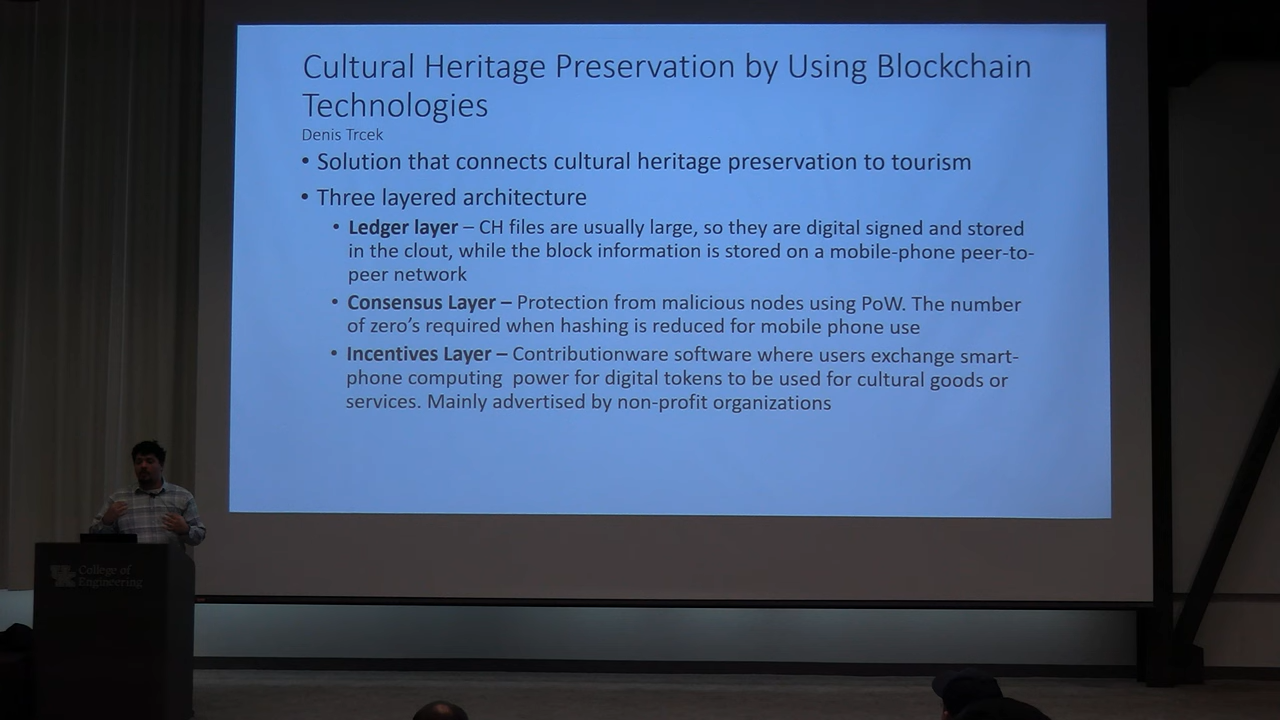 Cultural Heritage Preservation by Using Blockchain
Technologies
Denis Trcek
• Solution that connects cultural heritage preservation to tourism
• Three layered architecture
• Ledger layer – CH files are usually large, so they are digital signed and stored
in the clout, while the block information is stored on a mobile-phone peer-to-
peer network
• Consensus Layer – Protection from malicious nodes using PoW. The number
of zero's required when hashing is reduced for mobile phone use
• Incentives Layer – Contributionware software where users exchange smart-
phone computing power for digital tokens to be used for cultural goods or
services. Mainly advertised by non-profit organizations
College of
Engineering